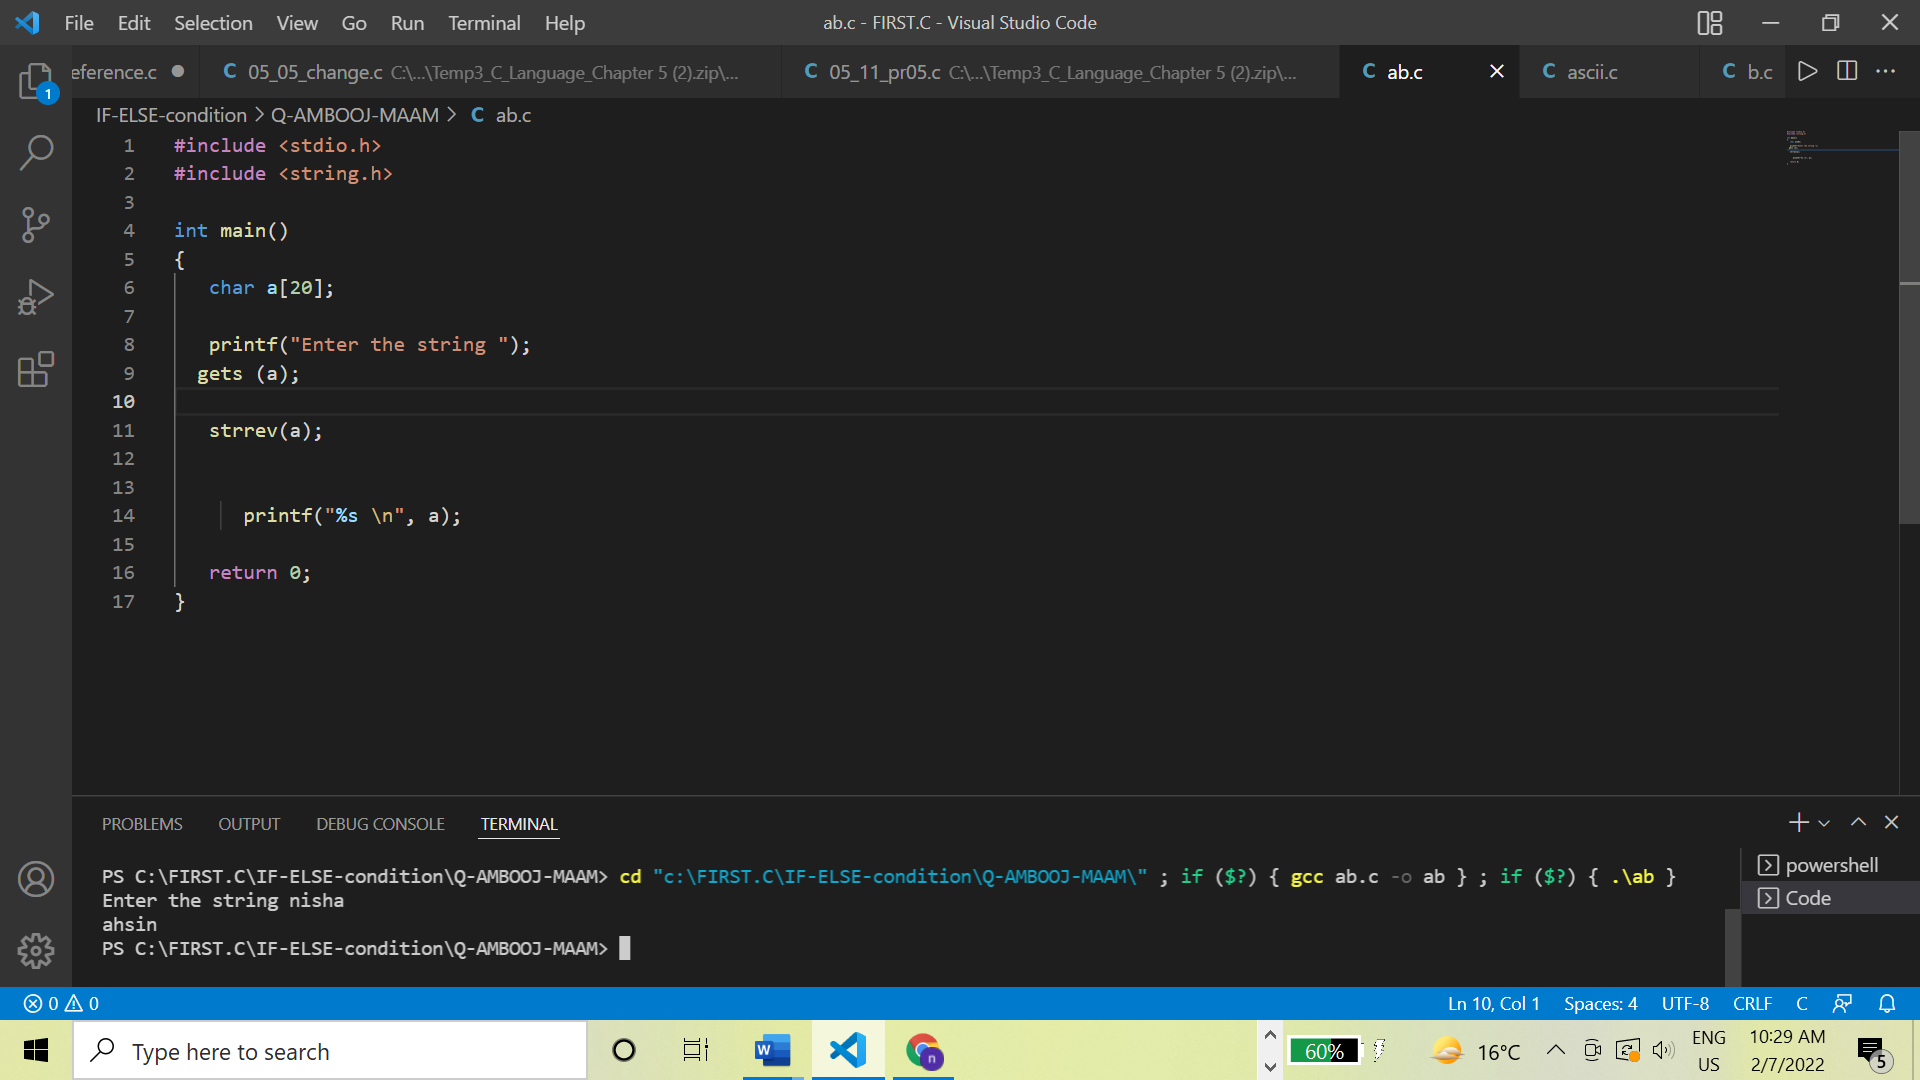 File Edit Selection View Go Run Terminal Help ab.c - FIRST.C - Visual Studio Code
eference.c 05_05_change.c C:\...\Temp3_C_Language_Chapter 5 (2).zip\... 05_11_pr05.c C:\...\Temp3_C_Language_Chapter 5 (2).zip\... ab.c ascii.c b.c
1
IF-ELSE-condition > Q-AMBOOJ-MAAM > C ab.c
1 #include <stdio.h>
2 #include <string.h>
3
4 int main()
5 {
6 char a[20];
7
8 printf("Enter the string ");
9 gets (a);
10
11 strrev(a);
12
13
14 printf("%s \n", a);
15
16 return 0;
17 }
PROBLEMS OUTPUT DEBUG CONSOLE TERMINAL
PS C:\FIRST.C\IF-ELSE-condition\Q-AMBOOJ-MAAM> cd "c:\FIRST.C\IF-ELSE-condition\Q-AMBOOJ-MAAM\" ; if ($?) { gcc ab.c -o ab } ; if ($?) { .\ab }
Enter the string nisha
ahsin
PS C:\FIRST.C\IF-ELSE-condition\Q-AMBOOJ-MAAM>
powershell
Code
0 0 Ln 10, Col 1 Spaces: 4 UTF-8 CRLF C
Type here to search
60% 16°C ENG US 10:29 AM 2/7/2022 5